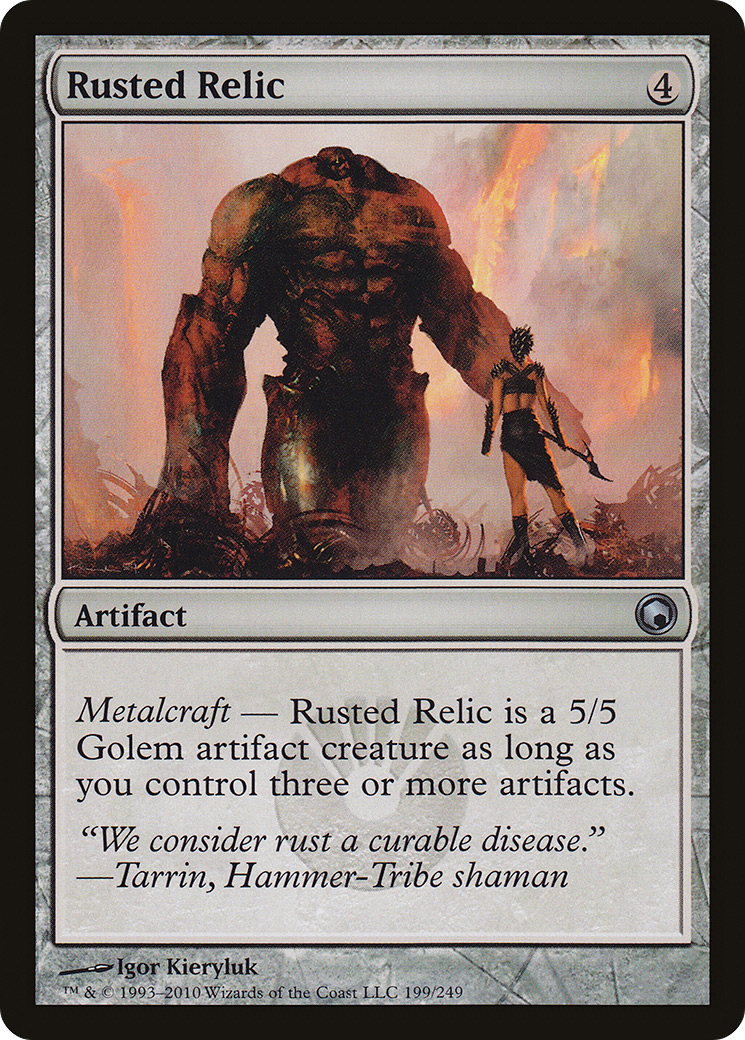 Rusted Relic
4
Artifact
Metalcraft — Rusted Relic is a 5/5
Golem artifact creature as long as
you control three or more artifacts.
“We consider rust a curable disease.”
—Tarrin, Hammer-Tribe shaman
Igor Kieryluk
™ & © 1993–2010 Wizards of the Coast LLC 199/249